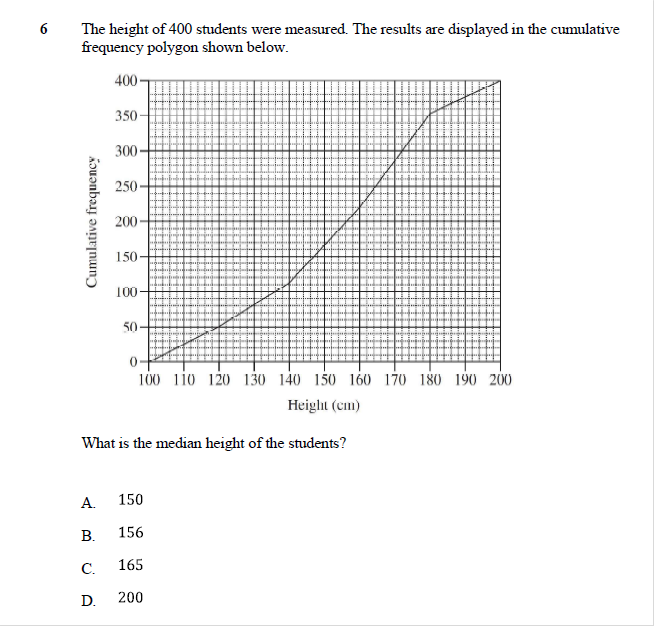 6 The height of 400 students were measured. The results are displayed in the cumulative
frequency polygon shown below.
400
350
300
250
200
150
100
50
0
Cumulative frequency
100 110 120 130 140 150 160 170 180 190 200
Height (cm)
What is the median height of the students?
A. 150
B. 156
C. 165
D. 200